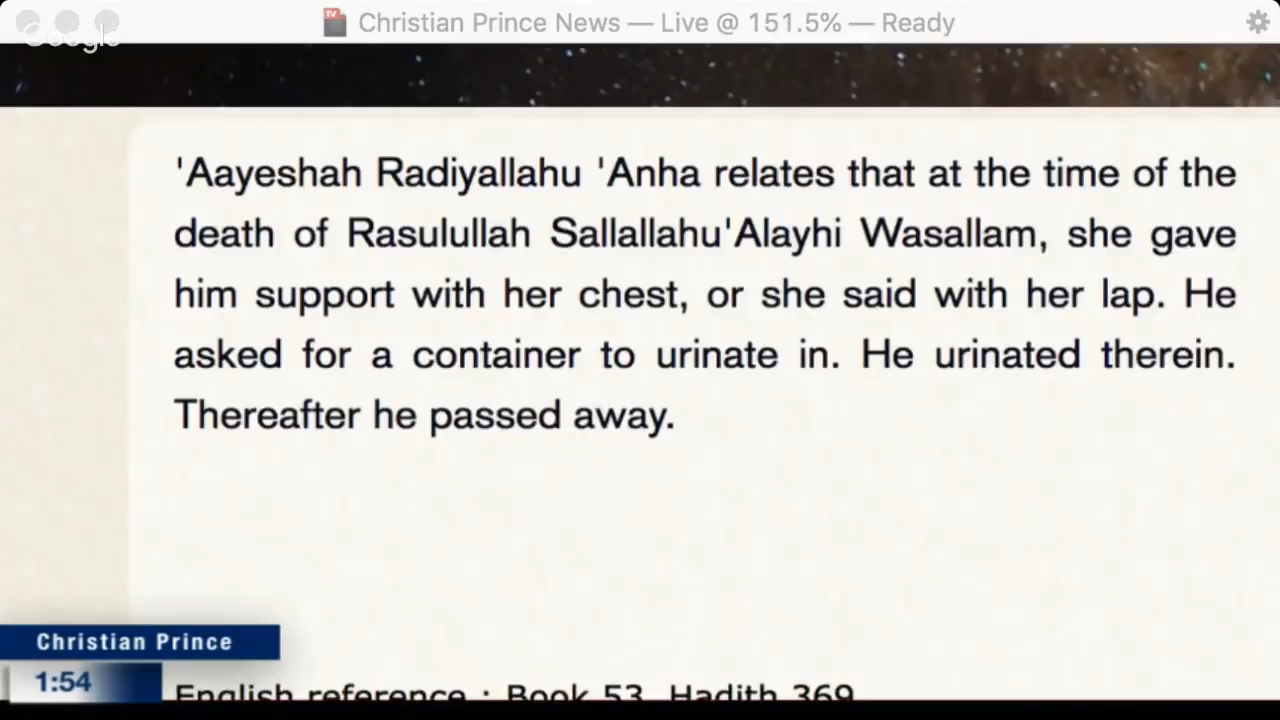 Christian Prince News — Live @ 151.5% — Ready
Google
'Aayeshah Radiyallahu 'Anha relates that at the time of the
death of Rasulullah Sallallahu'Alayhi Wasallam, she gave
him support with her chest, or she said with her lap. He
asked for a container to urinate in. He urinated therein.
Thereafter he passed away.
Christian Prince
1:54
English reference : Book 53, Hadith 369